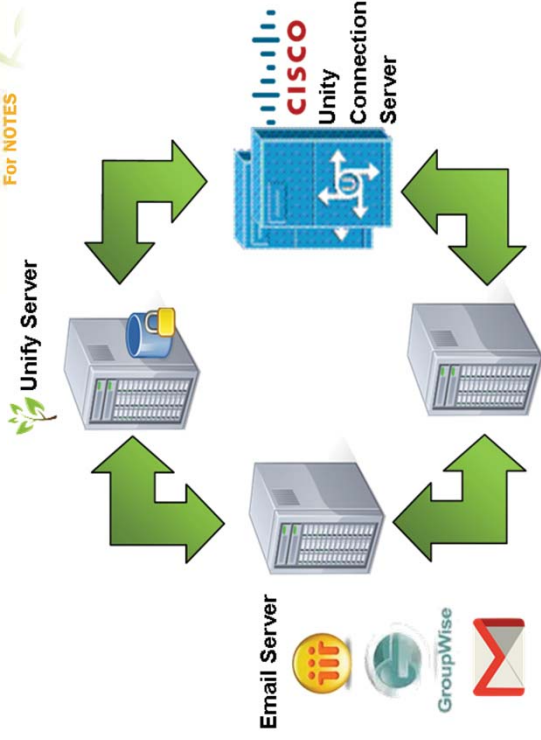 For NOTES
Unify Server
CISCO
Unity
Connection
Server
Email Server
GroupWise